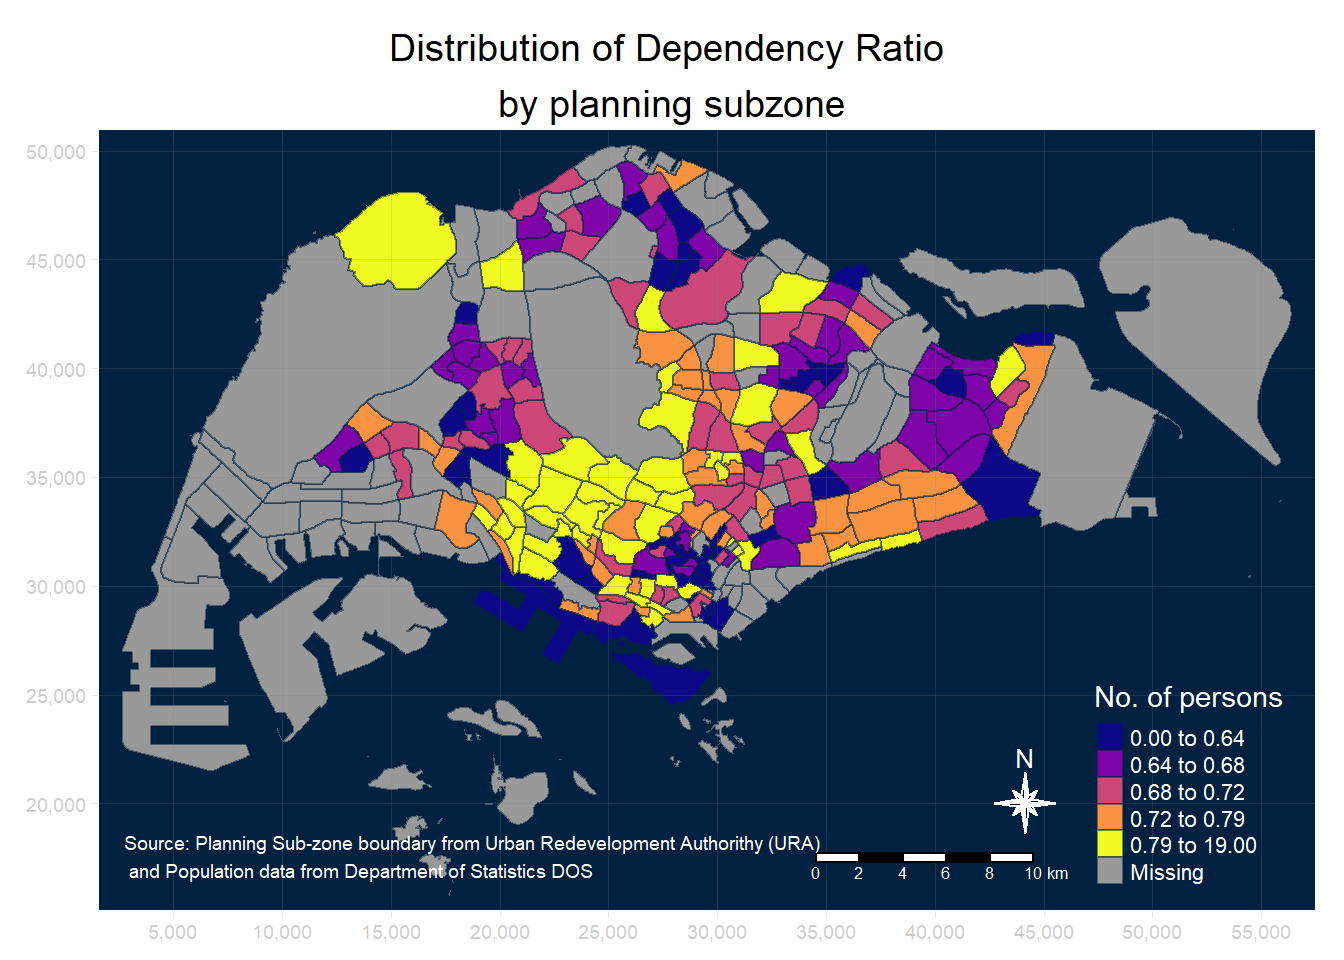 Distribution of Dependency Ratio
by planning subzone
50,000
45,000
40,000
35,000
30,000
25,000
20,000
No. of persons
0.00 to 0.64
0.64 to 0.68
0.68 to 0.72
0.72 to 0.79
0.79 to 19.00
Missing
N
Source: Planning Sub-zone boundary from Urban Redevelopment Authorithy (URA)
and Population data from Department of Statistics DOS
0 2 4 6 8 10 km
5,000 10,000 15,000 20,000 25,000 30,000 35,000 40,000 45,000 50,000 55,000